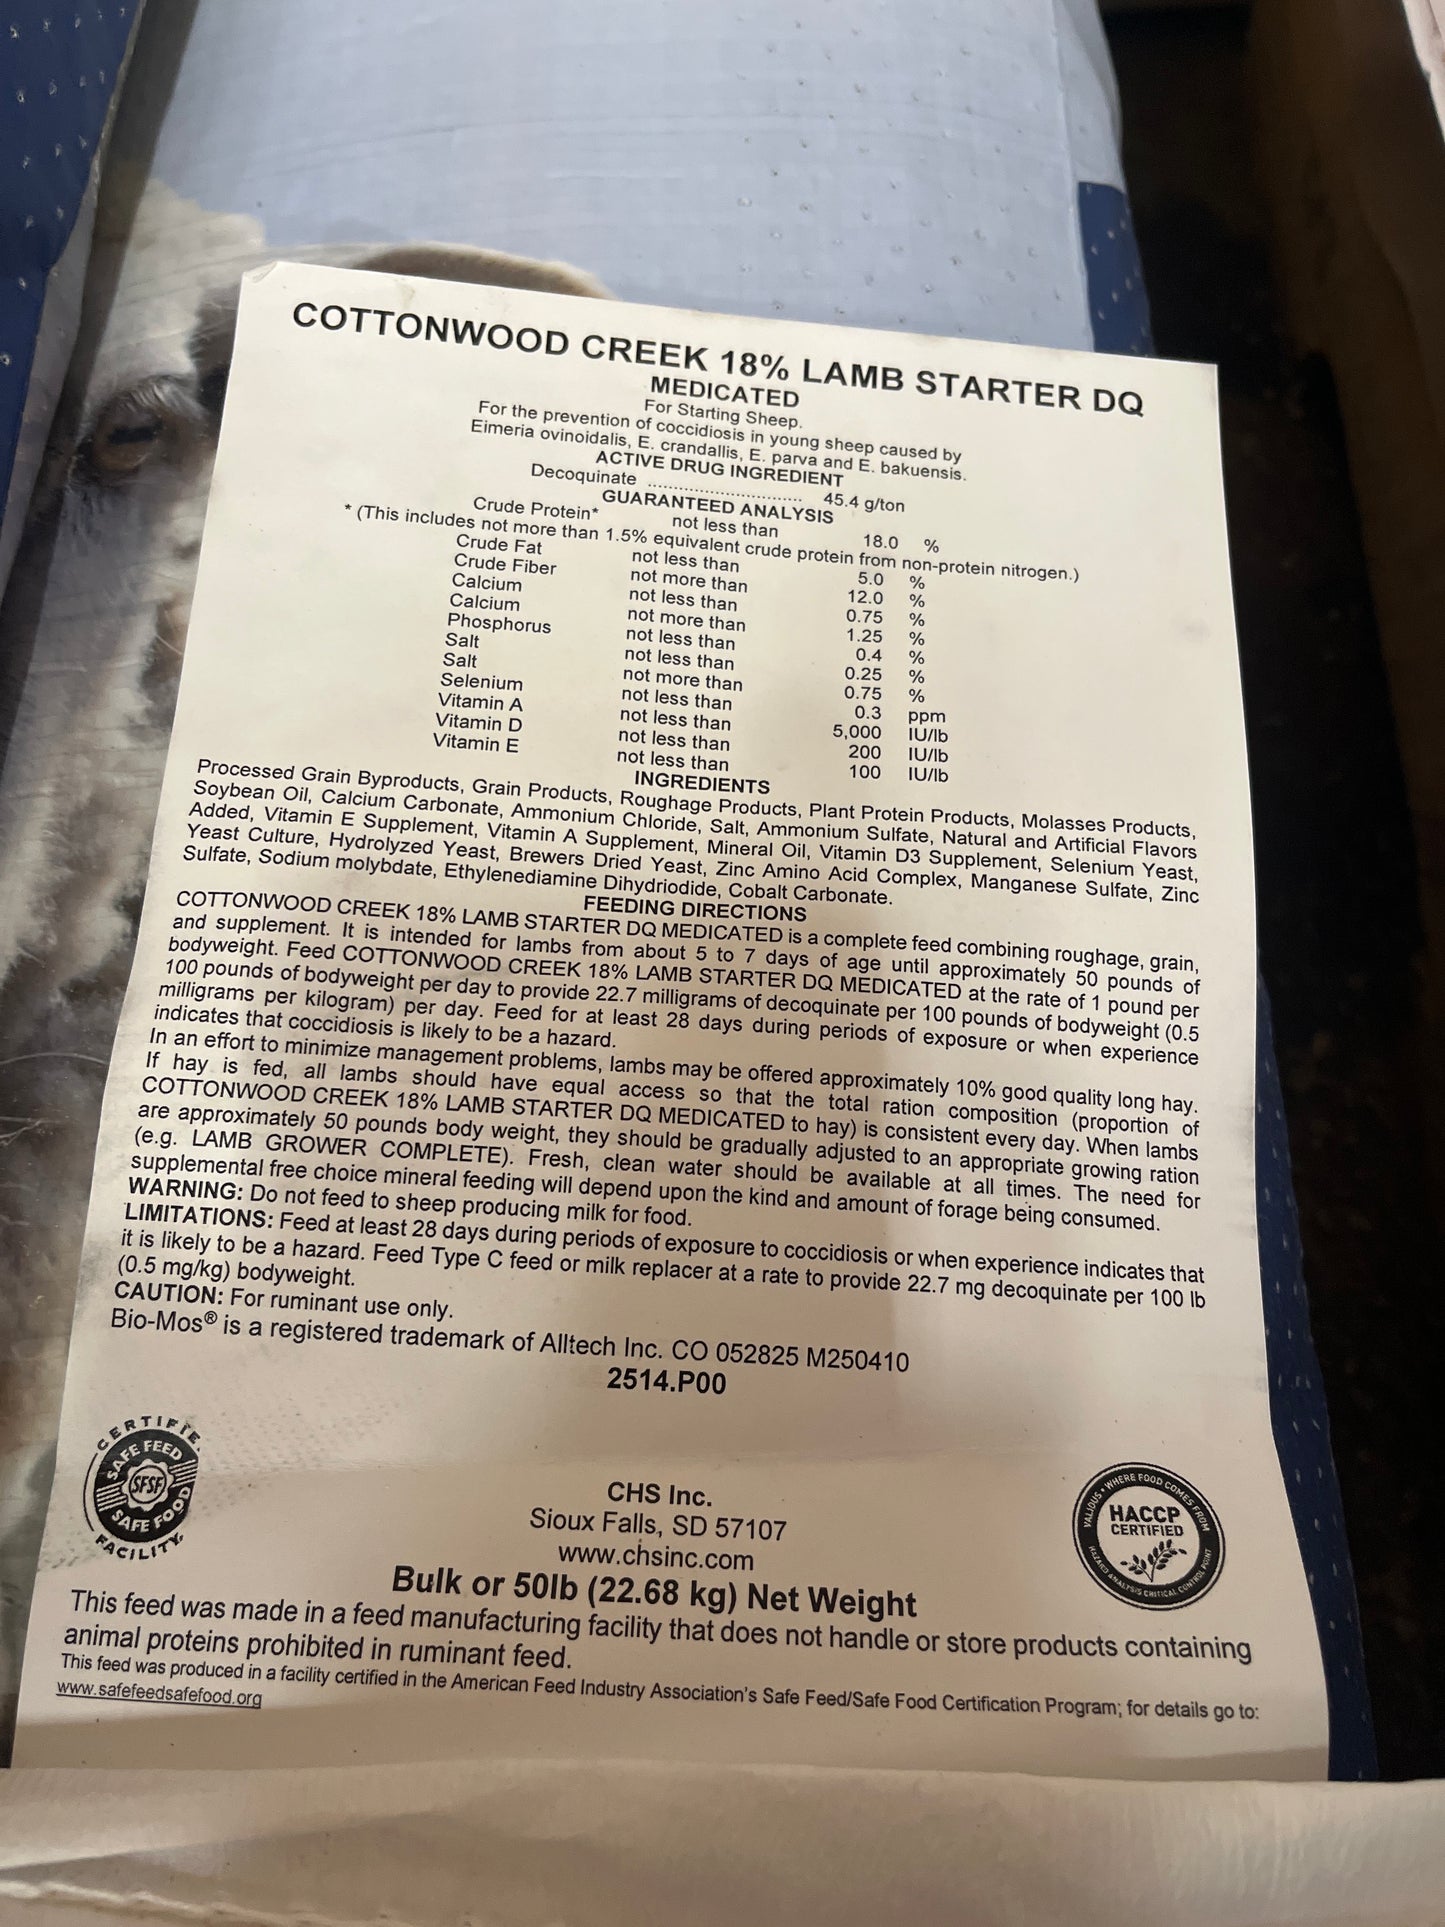 COTTONWOOD CREEK 18% LAMB STARTER DQ
MEDICATED
For Starting Sheep.
For the prevention of coccidiosis in young sheep caused by
Eimeria ovinoidalis, E. crandallis, E. parva and E. bakuensis.
ACTIVE DRUG INGREDIENT
Decoquinate .............................. 45.4 g/ton
GUARANTEED ANALYSIS
Crude Protein* not less than 18.0 %
* (This includes not more than 1.5% equivalent crude protein from non-protein nitrogen.)
Crude Fat not less than 5.0 %
Crude Fiber not more than 12.0 %
Calcium not less than 0.75 %
Calcium not more than 1.25 %
Phosphorus not less than 0.4 %
Salt not less than 0.25 %
Salt not more than 0.75 %
Selenium not less than 0.3 ppm
Vitamin A not less than 5,000 IU/lb
Vitamin D not less than 200 IU/lb
Vitamin E not less than 100 IU/lb
INGREDIENTS
Processed Grain Byproducts, Grain Products, Roughage Products, Plant Protein Products, Molasses Products,
Soybean Oil, Calcium Carbonate, Ammonium Chloride, Salt, Ammonium Sulfate, Natural and Artificial Flavors
Added, Vitamin E Supplement, Vitamin A Supplement, Mineral Oil, Vitamin D3 Supplement, Selenium Yeast,
Yeast Culture, Hydrolyzed Yeast, Brewers Dried Yeast, Zinc Amino Acid Complex, Manganese Sulfate, Zinc
Sulfate, Sodium molybdate, Ethylenediamine Dihydriodide, Cobalt Carbonate.
FEEDING DIRECTIONS
COTTONWOOD CREEK 18% LAMB STARTER DQ MEDICATED is a complete feed combining roughage, grain,
and supplement. It is intended for lambs from about 5 to 7 days of age until approximately 50 pounds of
bodyweight. Feed COTTONWOOD CREEK 18% LAMB STARTER DQ MEDICATED at the rate of 1 pound per
100 pounds of bodyweight per day to provide 22.7 milligrams of decoquinate per 100 pounds of bodyweight (0.5
milligrams per kilogram) per day. Feed for at least 28 days during periods of exposure or when experience
indicates that coccidiosis is likely to be a hazard.
In an effort to minimize management problems, lambs may be offered approximately 10% good quality long hay.
If hay is fed, all lambs should have equal access so that the total ration composition (proportion of
COTTONWOOD CREEK 18% LAMB STARTER DQ MEDICATED to hay) is consistent every day. When lambs
are approximately 50 pounds body weight, they should be gradually adjusted to an appropriate growing ration
(e.g. LAMB GROWER COMPLETE). Fresh, clean water should be available at all times. The need for
supplemental free choice mineral feeding will depend upon the kind and amount of forage being consumed.
WARNING: Do not feed to sheep producing milk for food.
LIMITATIONS: Feed at least 28 days during periods of exposure to coccidiosis or when experience indicates that
it is likely to be a hazard. Feed Type C feed or milk replacer at a rate to provide 22.7 mg decoquinate per 100 lb
(0.5 mg/kg) bodyweight.
CAUTION: For ruminant use only.
Bio-Mos® is a registered trademark of Alltech Inc. CO 052825 M250410
2514.P00
CERTIFIE
SAFE FEED
SFSF
SAFE FOOD
FACILITY
CHS Inc.
Sioux Falls, SD 57107
www.chsinc.com
VALIDUS • WHERE FOOD COMES FROM
HACCP
CERTIFIED
HAZARD ANALYSIS CRITICAL CONTROL POINT
Bulk or 50lb (22.68 kg) Net Weight
This feed was made in a feed manufacturing facility that does not handle or store products containing
animal proteins prohibited in ruminant feed.
This feed was produced in a facility certified in the American Feed Industry Association's Safe Feed/Safe Food Certification Program; for details go to:
www.safefeedsafefood.org